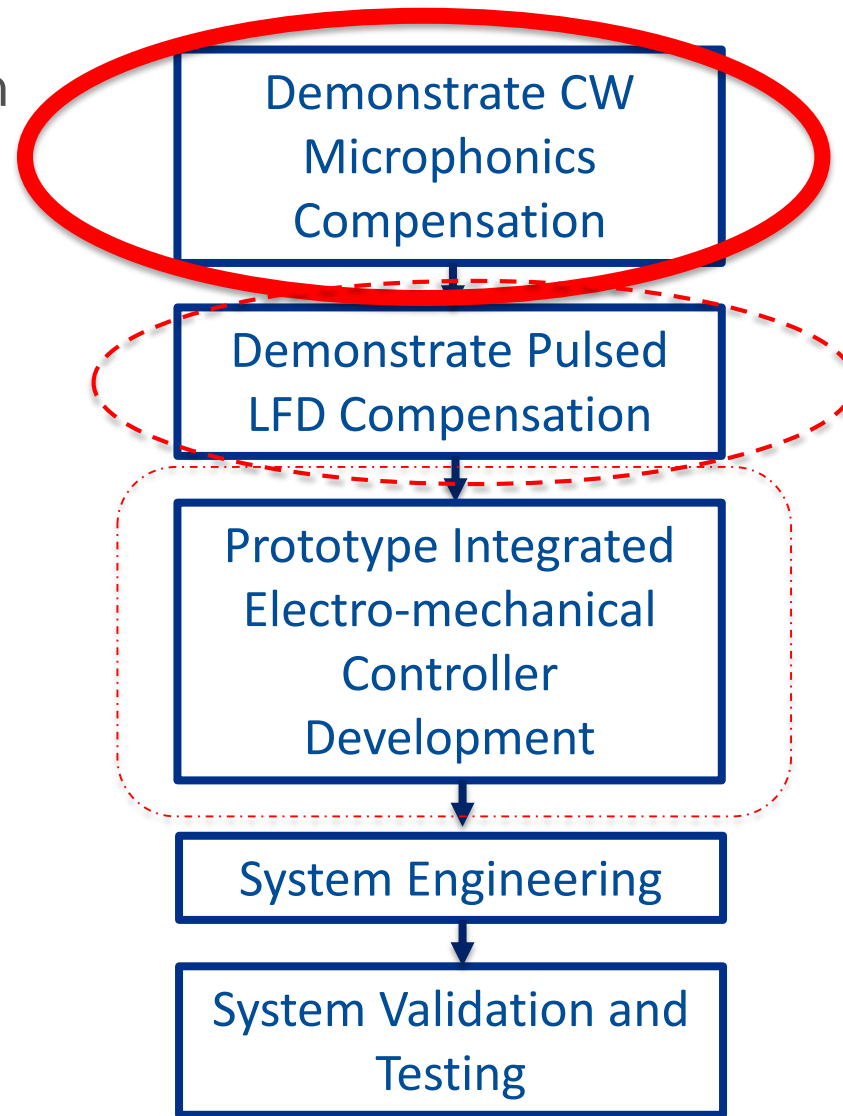 Demonstrate CW
Microphonics
Compensation
Demonstrate Pulsed
LFD Compensation
Prototype Integrated
Electro-mechanical
Controller
Development
System Engineering
System Validation and
Testing